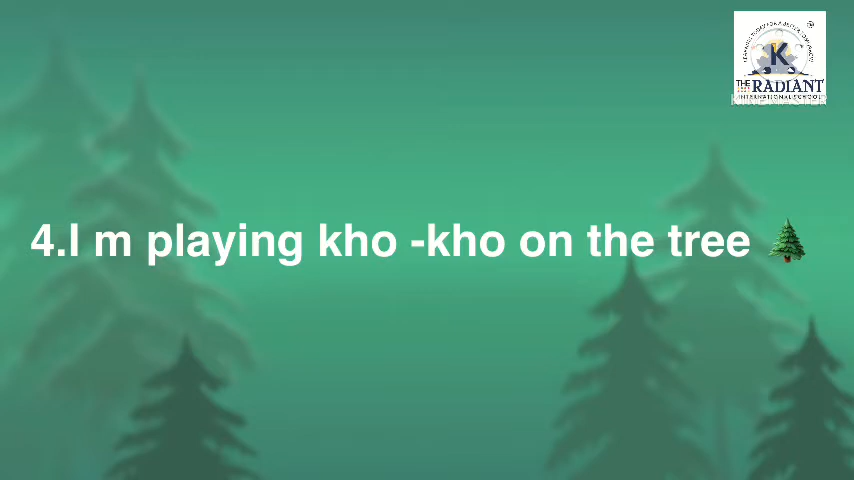 THE RADIANT
INTERNATIONAL SCHOOL
K
4.I m playing kho -kho on the tree 🌲